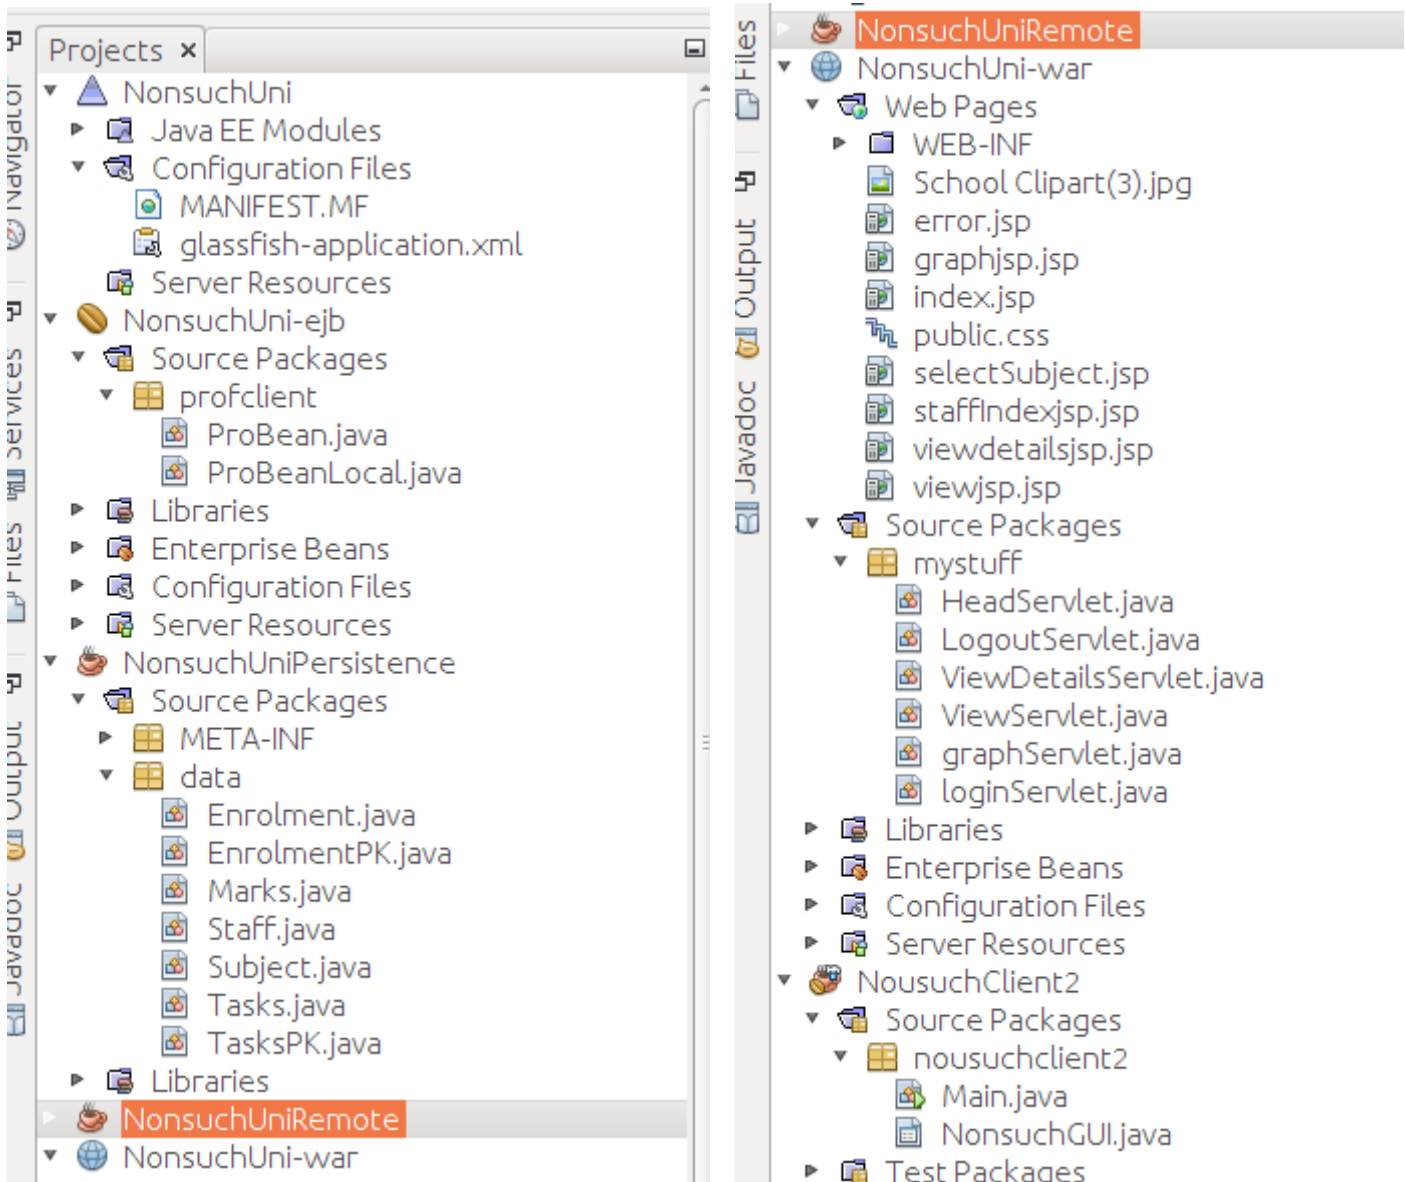 Projects ×
NonsuchUni
Java EE Modules
Configuration Files
MANIFEST.MF
glassfish-application.xml
Server Resources
NonsuchUni-ejb
Source Packages
profclient
ProBean.java
ProBeanLocal.java
Libraries
Enterprise Beans
Configuration Files
Server Resources
NonsuchUniPersistence
Source Packages
META-INF
data
Enrolment.java
EnrolmentPK.java
Marks.java
Staff.java
Subject.java
Tasks.java
TasksPK.java
Libraries
NonsuchUniRemote
NonsuchUni-war
Navigator
Services
Files
Output
Javadoc
NonsuchUniRemote
NonsuchUni-war
Web Pages
WEB-INF
School Clipart(3).jpg
error.jsp
graphjsp.jsp
index.jsp
public.css
selectSubject.jsp
staffIndexjsp.jsp
viewdetailsjsp.jsp
viewjsp.jsp
Source Packages
mystuff
HeadServlet.java
LogoutServlet.java
ViewDetailsServlet.java
ViewServlet.java
graphServlet.java
loginServlet.java
Libraries
Enterprise Beans
Configuration Files
Server Resources
NousuchClient2
Source Packages
nousuchclient2
Main.java
NonsuchGUI.java
Test Packages
Files
Output
Javadoc